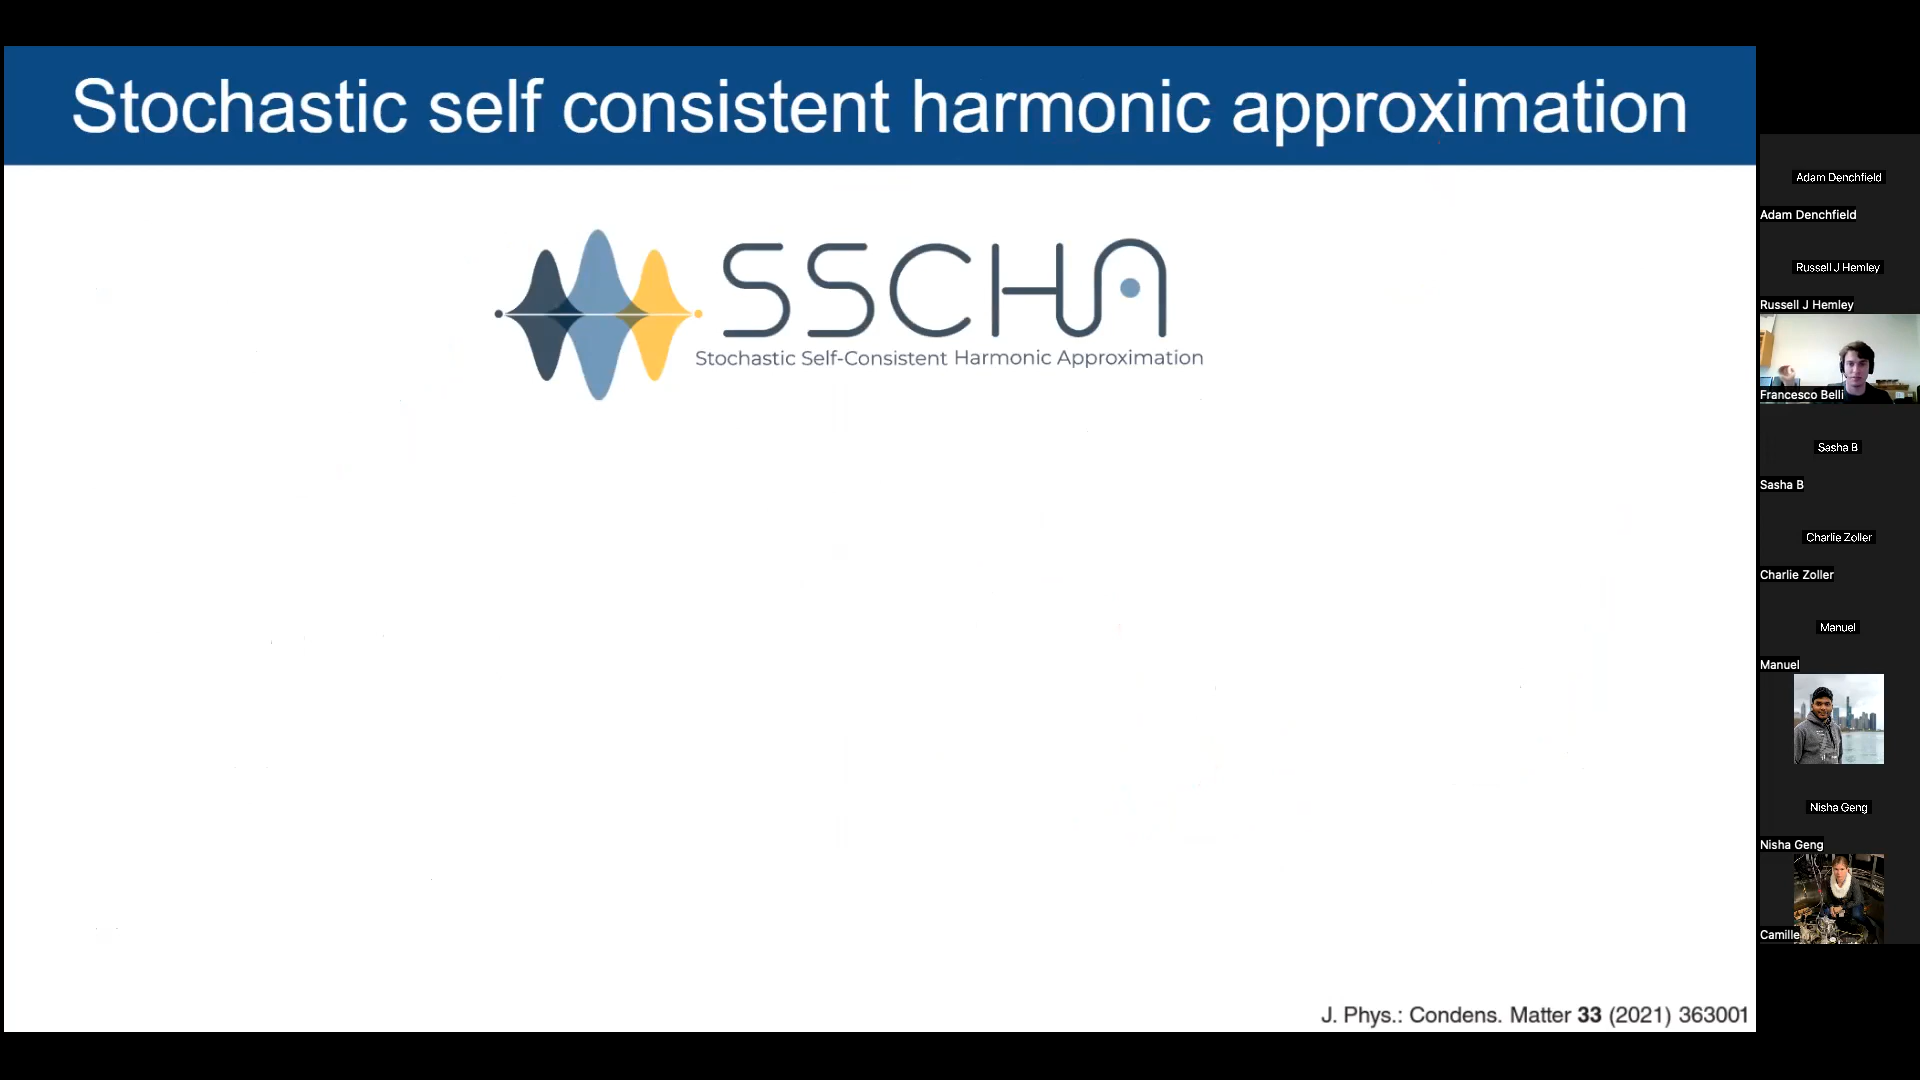 Stochastic self consistent harmonic approximation
SSCHA
Stochastic Self-Consistent Harmonic Approximation
J. Phys.: Condens. Matter 33 (2021) 363001
Adam Denchfield
Adam Denchfield
Russell J Hemley
Russell J Hemley
Francesco Belli
Sasha B
Sasha B
Charlie Zoller
Charlie Zoller
Manuel
Manuel
Nisha Geng
Nisha Geng
Camille